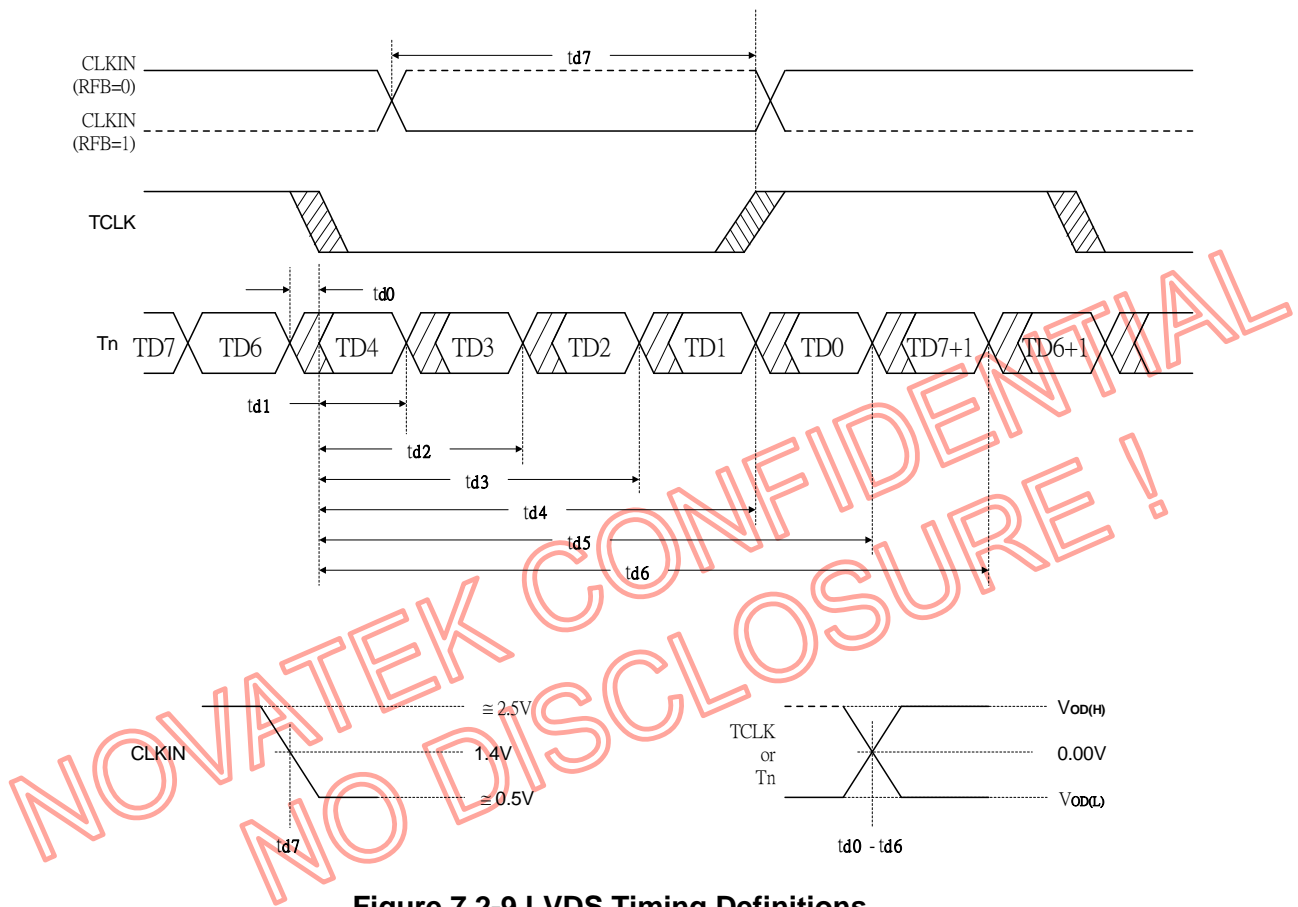 td7
CLKIN
(RFB=0)
CLKIN
(RFB=1)
TCLK
td0
Tn TD7 TD6 TD4 TD3 TD2 TD1 TD0 TD7+1 TD6+1
td1
td2
td3
td4
td5
td6
NOVATEK CONFIDENTIAL
NO DISCLOSURE !
CLKIN
≅2.5V
1.4V
≅0.5V
td7
TCLK
or
Tn
VOD(H)
0.00V
VOD(L)
td0 - td6
Figure 7.2-9 LVDS Timing Definitions